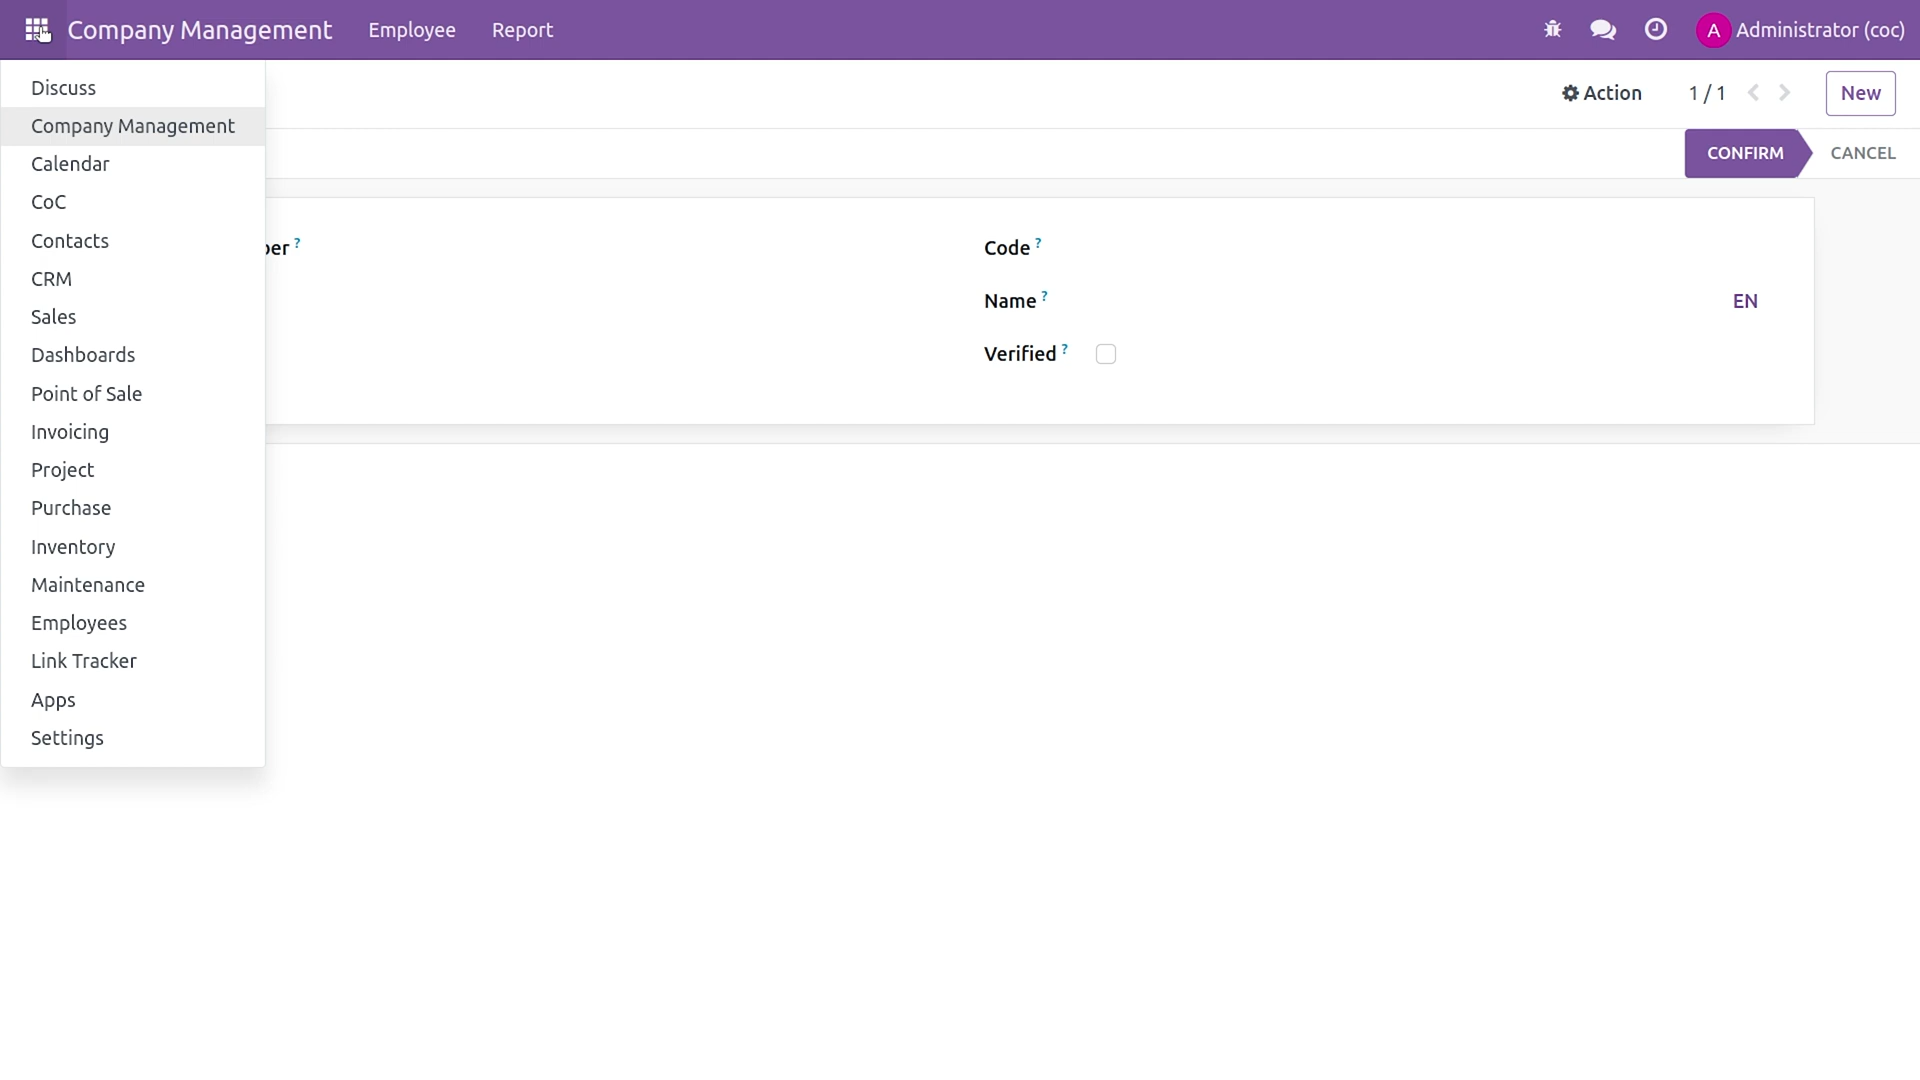 Company Management Employee Report A Administrator (coc)
Discuss
Company Management
Calendar
CoC
Contacts
CRM
Sales
Dashboards
Point of Sale
Invoicing
Project
Purchase
Inventory
Maintenance
Employees
Link Tracker
Apps
Settings
Action 1 / 1 New
CONFIRM CANCEL
?
Code ?
Name ? EN
Verified ?